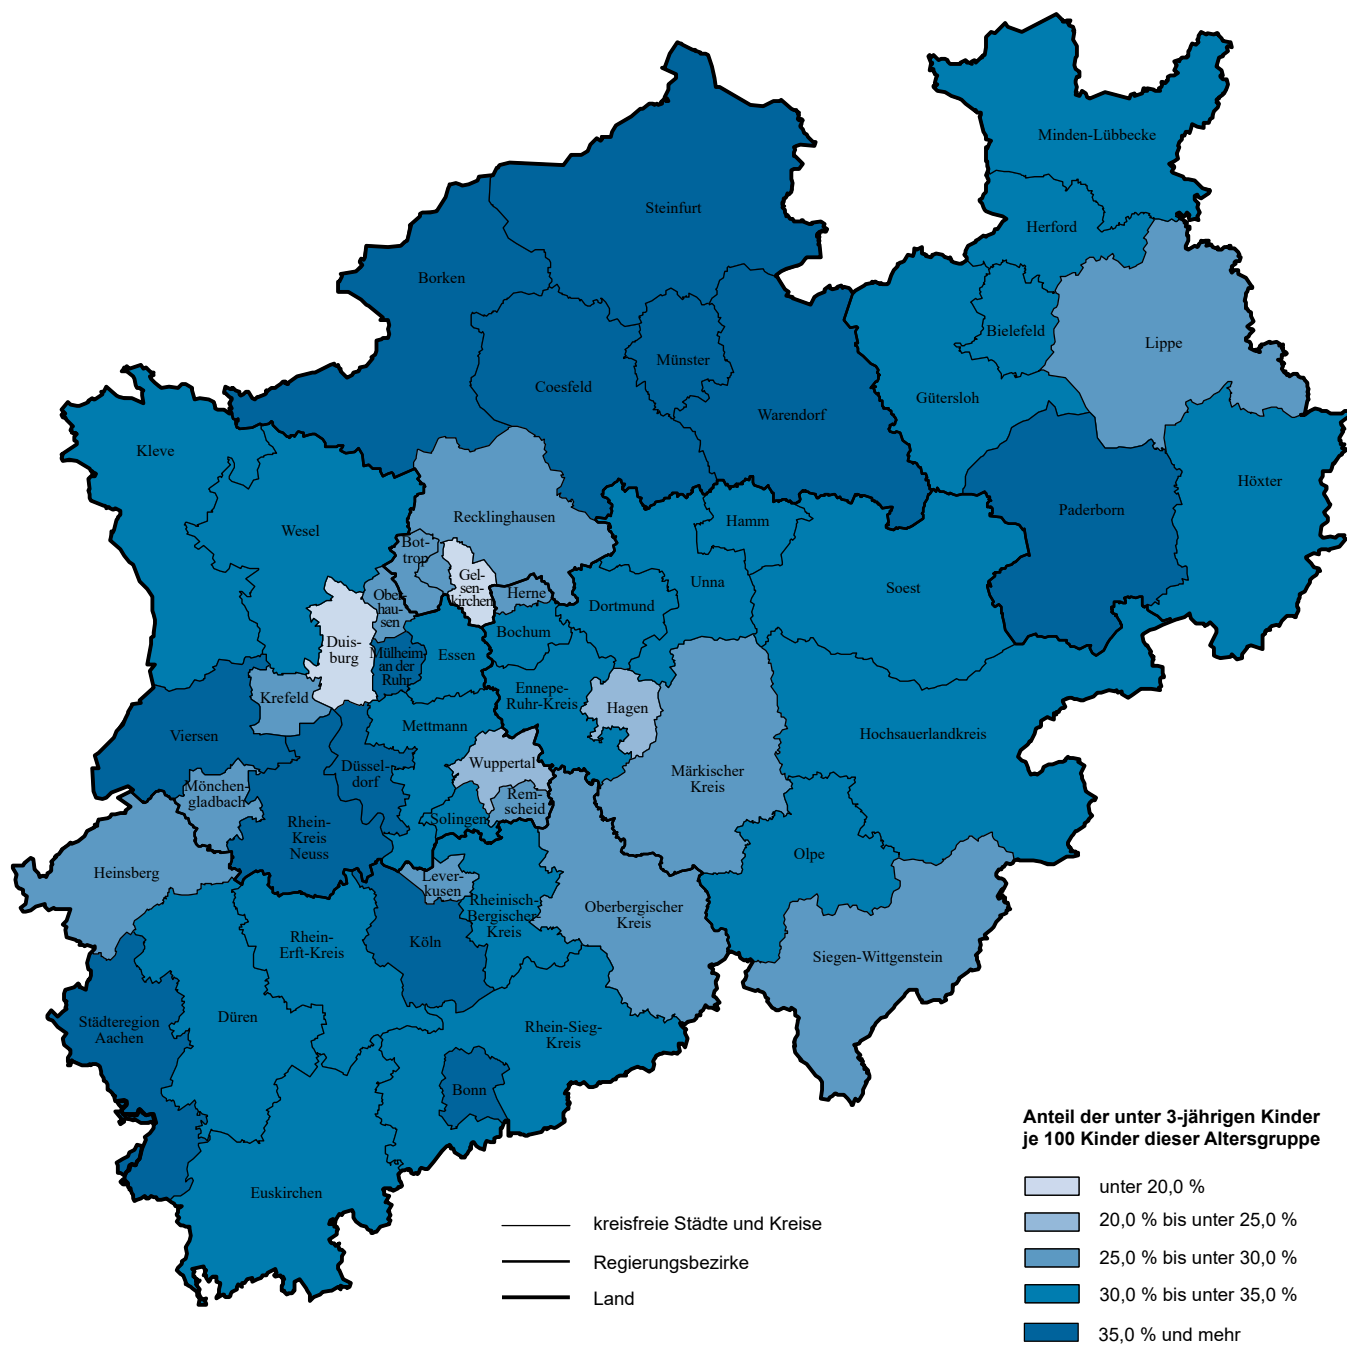 Minden-Lübbecke
Steinfurt
Herford
Borken
Bielefeld
Lippe
Münster
Coesfeld
Gütersloh
Warendorf
Kleve
Höxter
Paderborn
Recklinghausen
Hamm
Wesel
Bot-
trop
Gel-
sen-
kirchen
Unna
Soest
Herne
Ober-
hau-
sen
Dortmund
Bochum
Duis-
burg
Mülheim
an der
Ruhr
Essen
Krefeld
Ennepe-
Ruhr-Kreis
Hagen
Viersen
Mettmann
Hochsauerlandkreis
Düssel-
dorf
Wuppertal
Märkischer
Kreis
Mönchen-
gladbach
Rem-
scheid
Rhein-
Kreis
Neuss
Solingen
Olpe
Heinsberg
Lever-
kusen
Rheinisch-
Bergischer
Kreis
Oberbergischer
Kreis
Rhein-
Erft-Kreis
Köln
Siegen-Wittgenstein
Düren
Städteregion
Aachen
Rhein-Sieg-
Kreis
Bonn
Euskirchen
Anteil der unter 3-jährigen Kinder
je 100 Kinder dieser Altersgruppe
unter 20,0 %
20,0 % bis unter 25,0 %
25,0 % bis unter 30,0 %
30,0 % bis unter 35,0 %
35,0 % und mehr
kreisfreie Städte und Kreise
Regierungsbezirke
Land